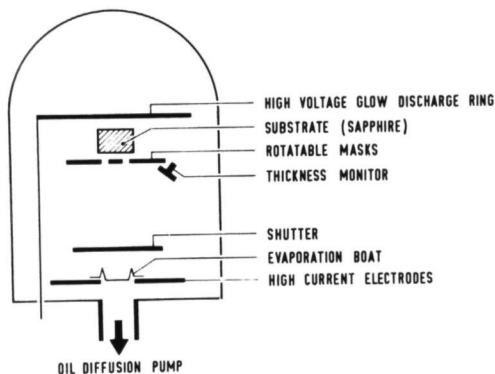 HIGH VOLTAGE GLOW DISCHARGE RING
SUBSTRATE (SAPPHIRE)
ROTATABLE MASKS
THICKNESS MONITOR
SHUTTER
EVAPORATION BOAT
HIGH CURRENT ELECTRODES
OIL DIFFUSION PUMP